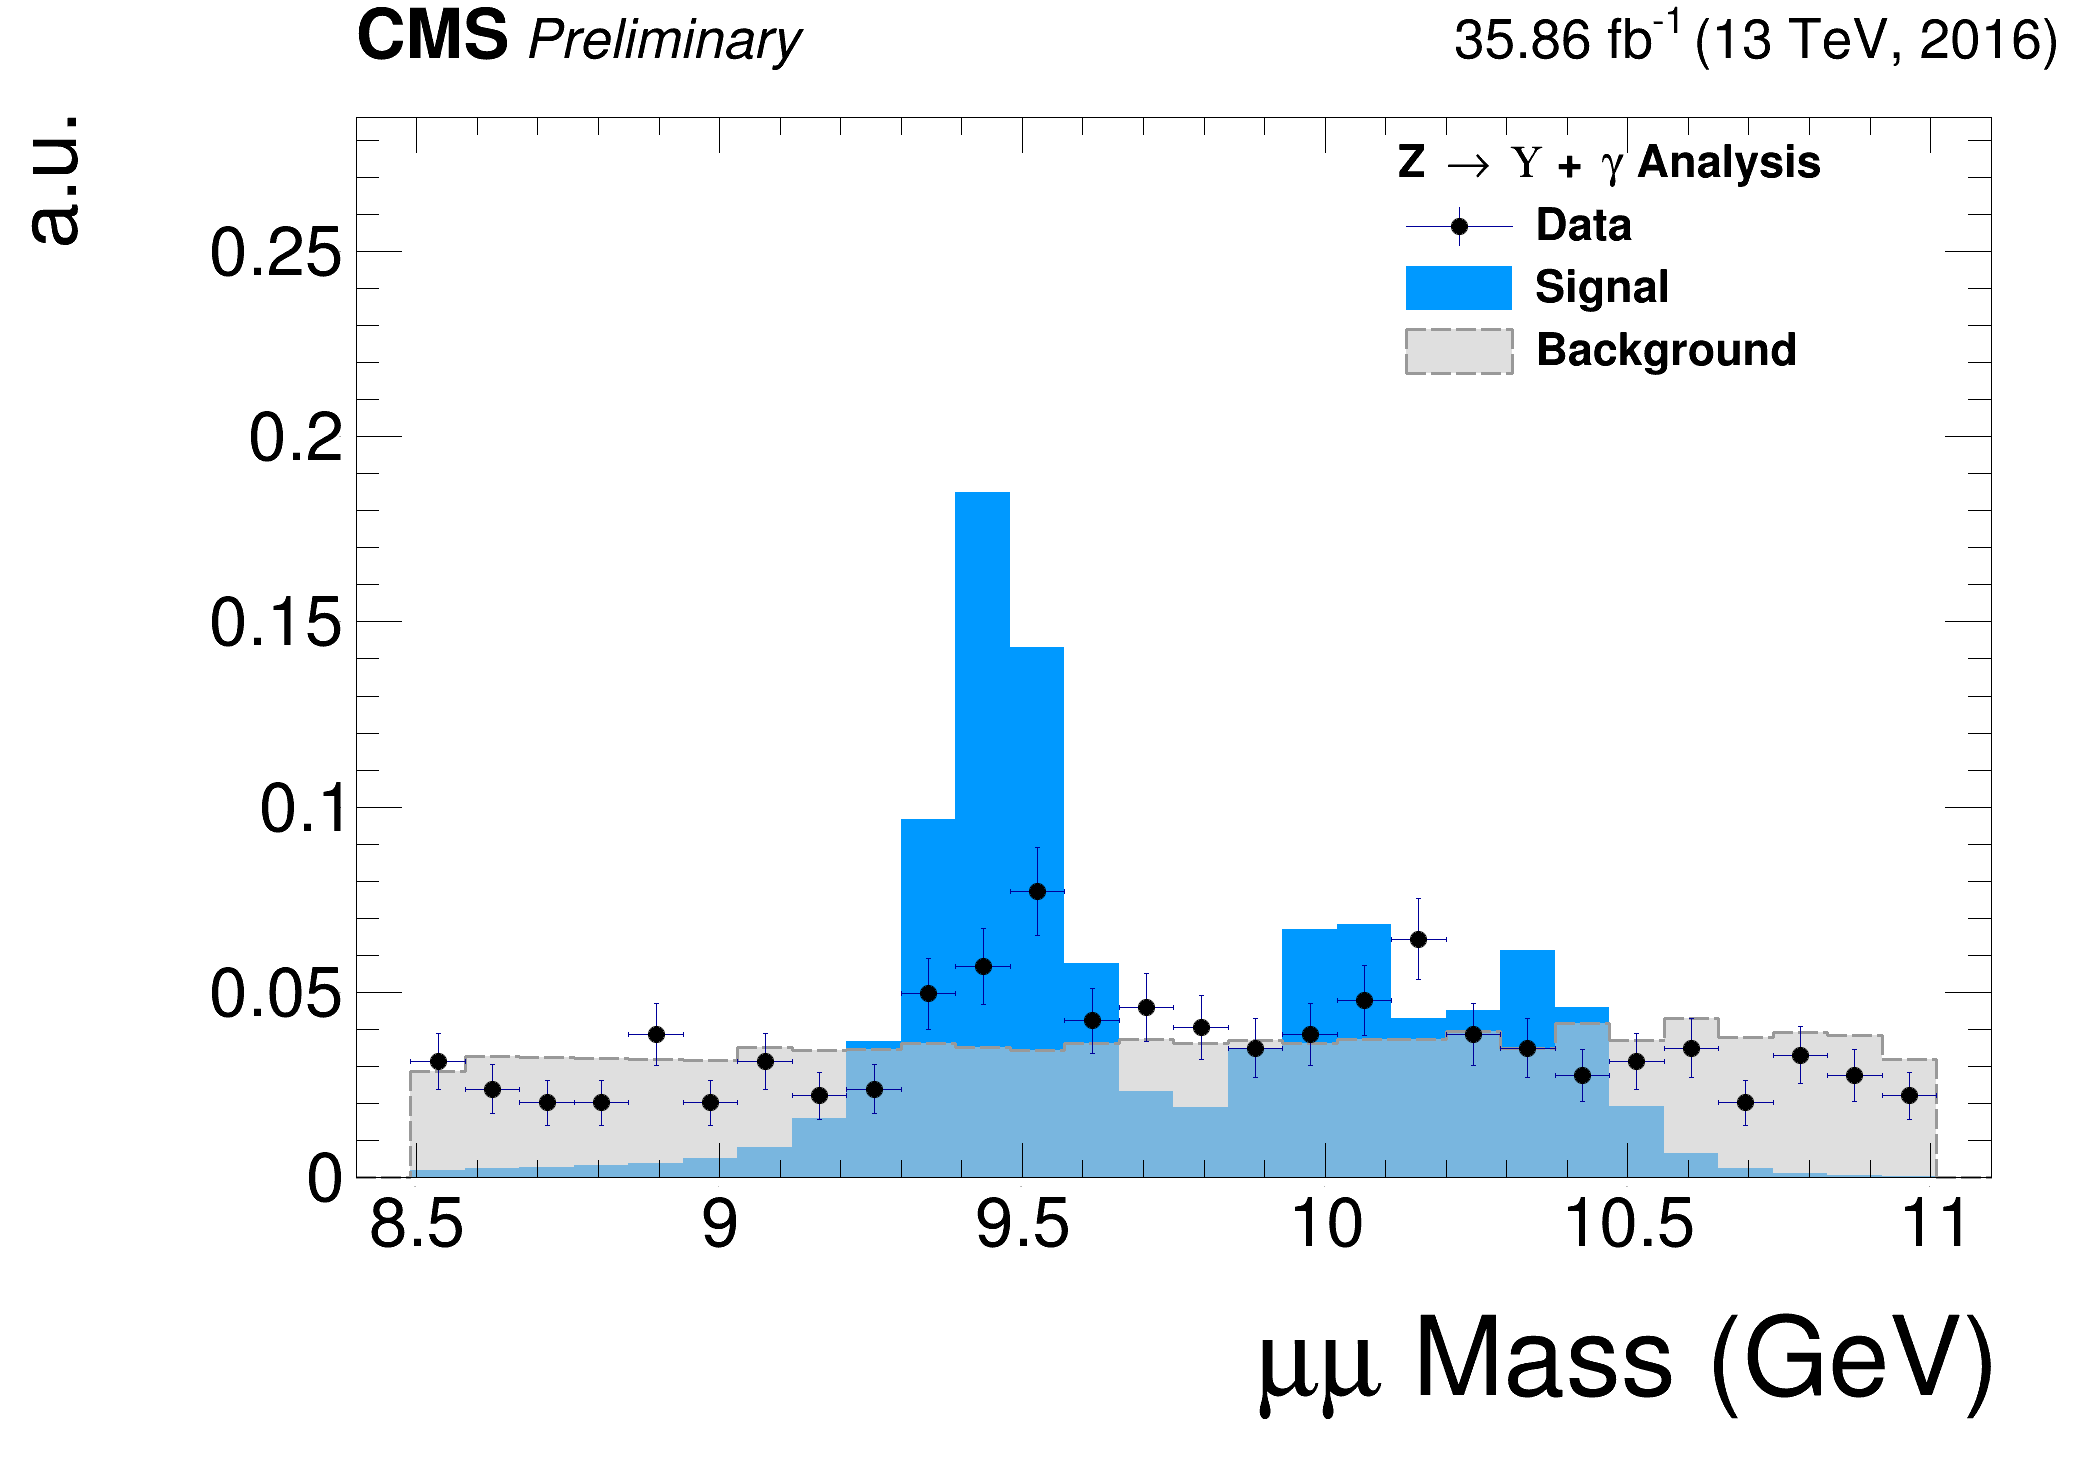 CMS Preliminary
35.86 fb-1 (13 TeV, 2016)
a.u.
Z → ϒ + γ Analysis
Data
Signal
Background
0.25
0.2
0.15
0.1
0.05
0
8.5 9 9.5 10 10.5 11
μμ Mass (GeV)